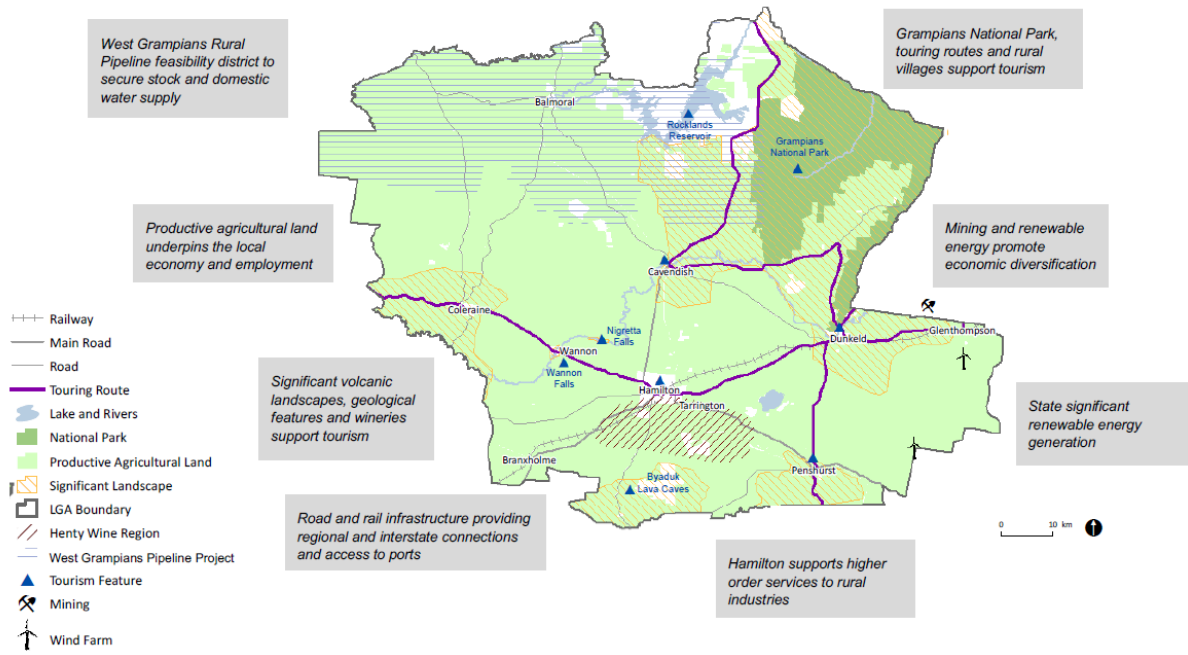 West Grampians Rural
Pipeline feasibility district to
secure stock and domestic
water supply
Grampians National Park,
touring routes and rural
villages support tourism
Balmoral
Rocklands
Reservoir
Grampians
National Park
Productive agricultural land
underpins the local
economy and employment
Mining and renewable
energy promote
economic diversification
Cavendish
Coleraine
Nigretta
Falls
Wannon
Wannon
Falls
Dunkeld
Glenthompson
Hamilton
Tarrington
Significant volcanic
landscapes, geological
features and wineries
support tourism
State significant
renewable energy
generation
Branxholme
Penshurst
Byaduk
Lava Caves
Road and rail infrastructure providing
regional and interstate connections
and access to ports
Hamilton supports higher
order services to rural
industries
0 10 km
Railway
Main Road
Road
Touring Route
Lake and Rivers
National Park
Productive Agricultural Land
Significant Landscape
LGA Boundary
Henty Wine Region
West Grampians Pipeline Project
Tourism Feature
Mining
Wind Farm